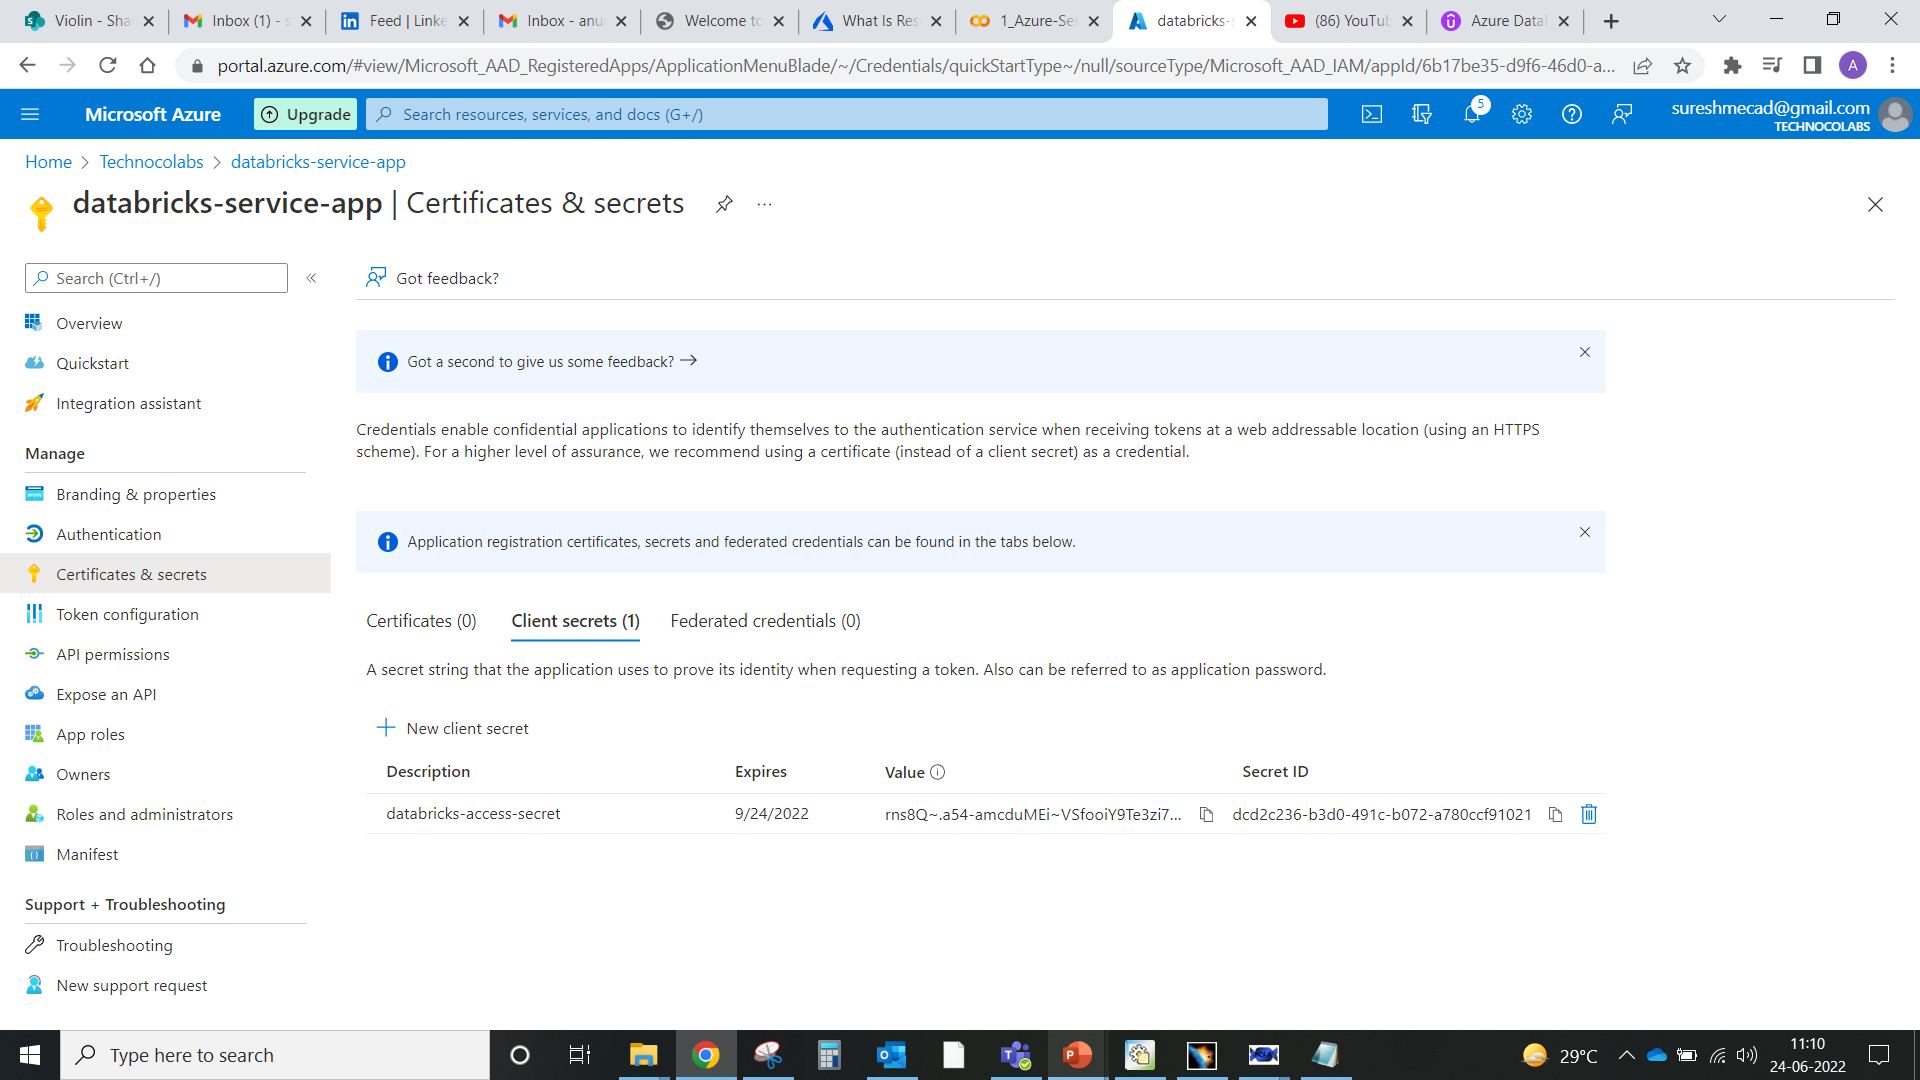 Violin - Sha
Inbox (1) - s
Feed | Linke
Inbox - anu
Welcome to
What Is Res
1_Azure-Se
databricks-s
(86) YouTub
Azure Datab
portal.azure.com/#view/Microsoft_AAD_RegisteredApps/ApplicationMenuBlade/~/Credentials/quickStartType~/null/sourceType/Microsoft_AAD_IAM/appId/6b17be35-d9f6-46d0-a...
A
Microsoft Azure
Upgrade
Search resources, services, and docs (G+/)
5
sureshmecad@gmail.com
TECHNOCOLABS
Home > Technocolabs > databricks-service-app
databricks-service-app | Certificates & secrets
Search (Ctrl+/)
Got feedback?
Overview
Quickstart
Integration assistant
Manage
Branding & properties
Authentication
Certificates & secrets
Token configuration
API permissions
Expose an API
App roles
Owners
Roles and administrators
Manifest
Support + Troubleshooting
Troubleshooting
New support request
Got a second to give us some feedback?
Credentials enable confidential applications to identify themselves to the authentication service when receiving tokens at a web addressable location (using an HTTPS
scheme). For a higher level of assurance, we recommend using a certificate (instead of a client secret) as a credential.
Application registration certificates, secrets and federated credentials can be found in the tabs below.
Certificates (0) Client secrets (1) Federated credentials (0)
A secret string that the application uses to prove its identity when requesting a token. Also can be referred to as application password.
New client secret
Description Expires Value Secret ID
databricks-access-secret 9/24/2022 rns8Q~.a54-amcduMEi~VSfooiY9Te3zi7... dcd2c236-b3d0-491c-b072-a780ccf91021
Type here to search
29°C
11:10
24-06-2022